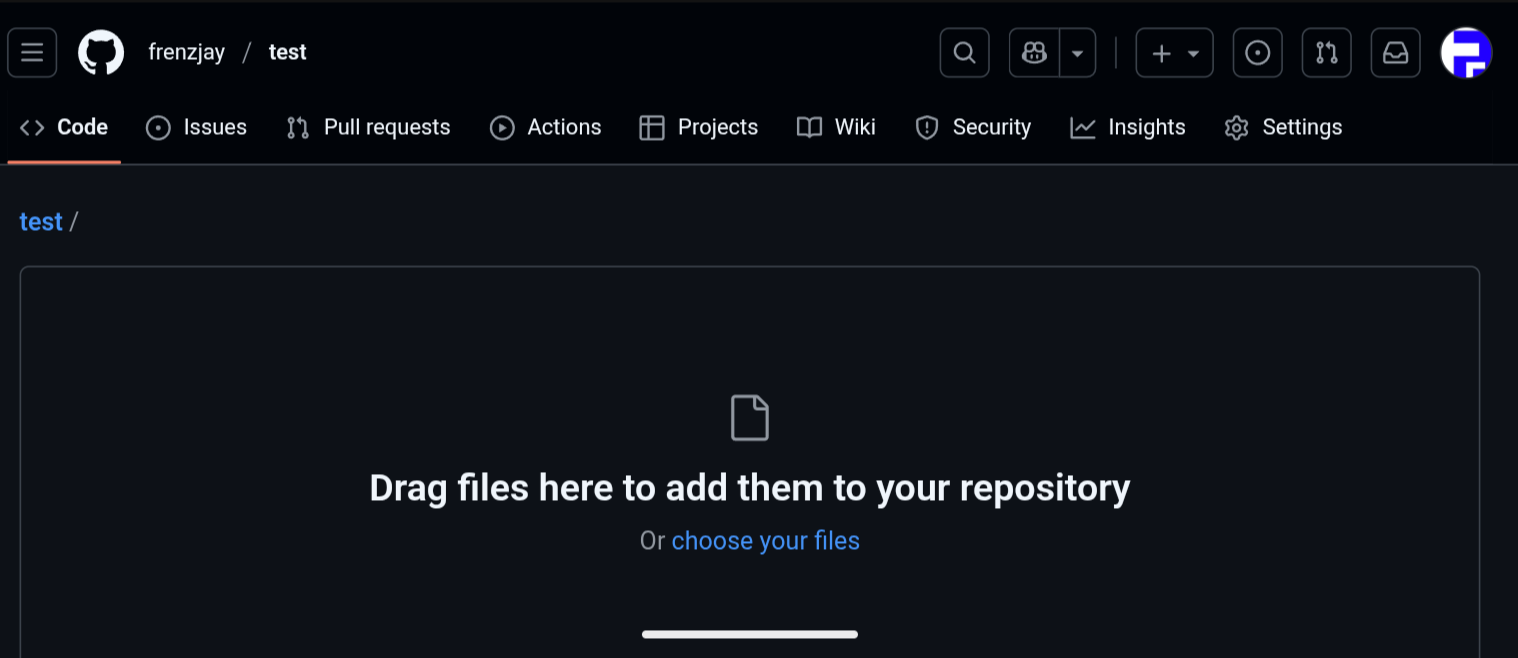 frenzjay / test
Code Issues Pull requests Actions Projects Wiki Security Insights Settings
test /
Drag files here to add them to your repository
Or choose your files